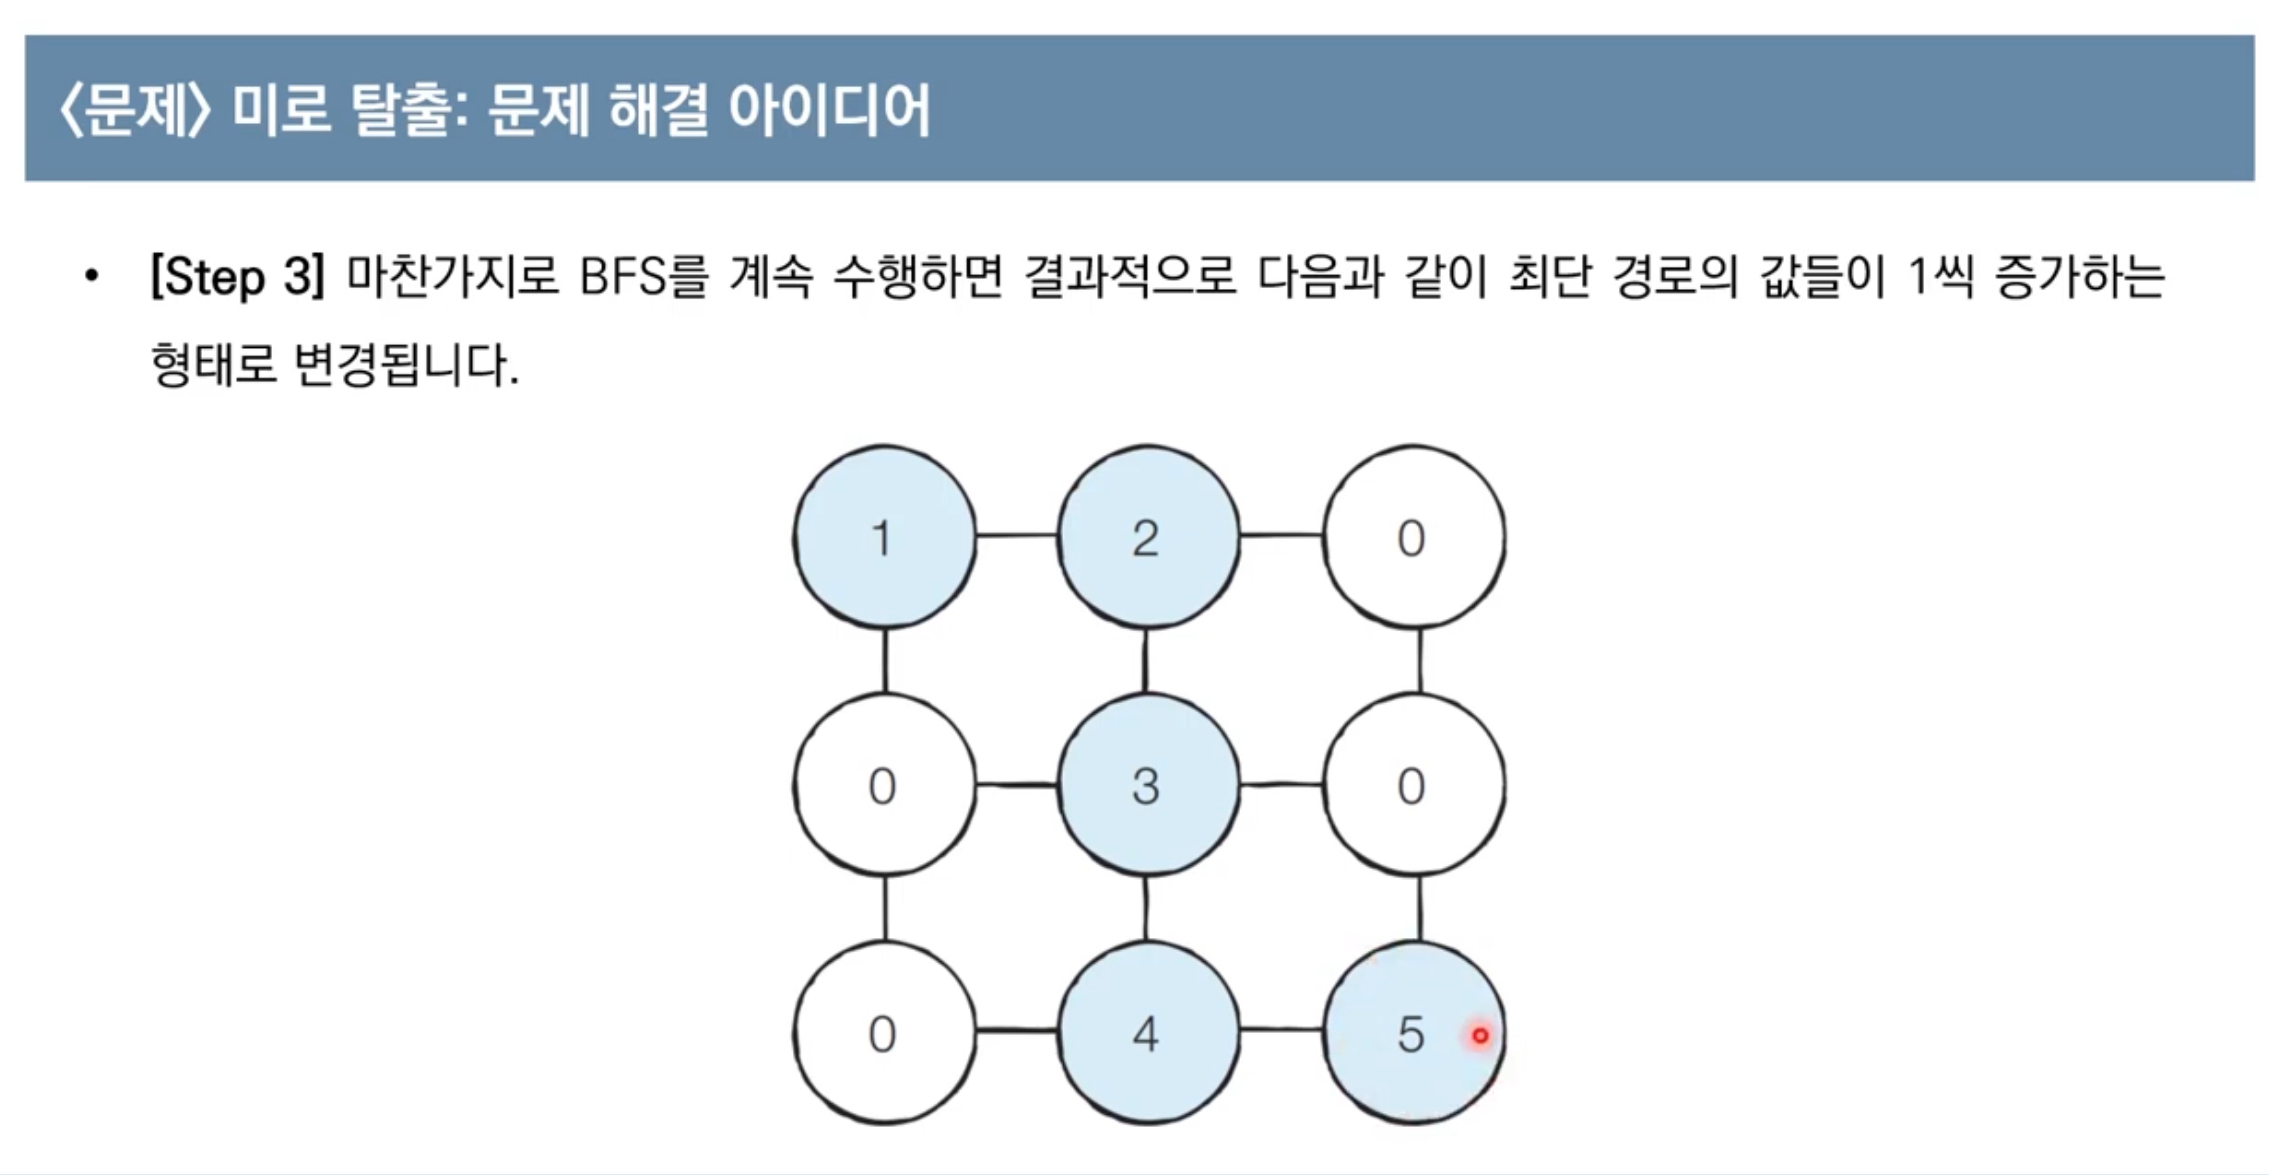 〈문제〉 미로 탈출: 문제 해결 아이디어
• [Step 3] 마찬가지로 BFS를 계속 수행하면 결과적으로 다음과 같이 최단 경로의 값들이 1씩 증가하는
형태로 변경됩니다.
1 2 0
0 3 0
0 4 5